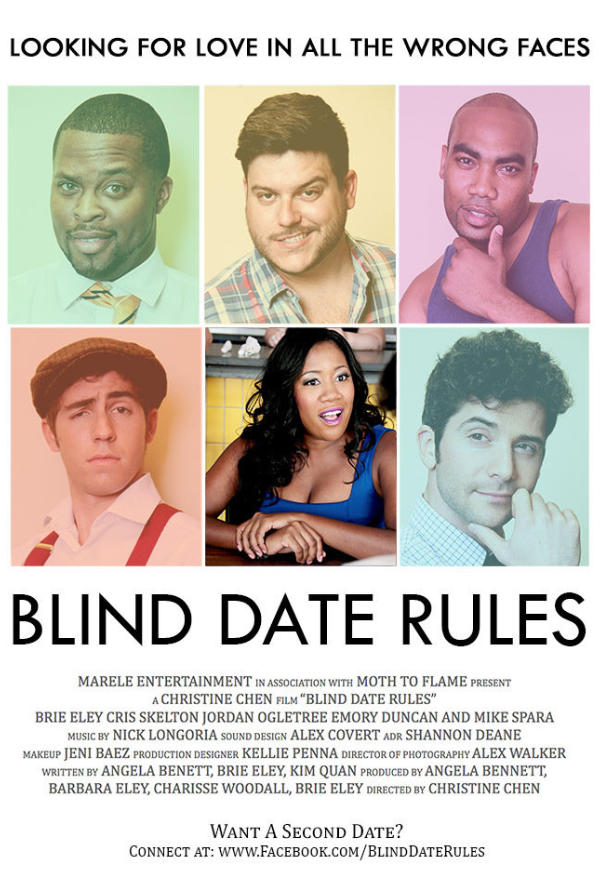 LOOKING FOR LOVE IN ALL THE WRONG FACES
BLIND DATE RULES
MARELE ENTERTAINMENT IN ASSOCIATION WITH MOTH TO FLAME PRESENT
A CHRISTINE CHEN FILM "BLIND DATE RULES"
BRIE ELEY CRIS SKELTON JORDAN OGLETREE EMORY DUNCAN AND MIKE SPARA
MUSIC BY NICK LONGORIA SOUND DESIGN ALEX COVERT ADR SHANNON DEANE
MAKEUP JENI BAEZ PRODUCTION DESIGNER KELLIE PENNA DIRECTOR OF PHOTOGRAPHY ALEX WALKER
WRITTEN BY ANGELA BENETT, BRIE ELEY, KIM QUAN PRODUCED BY ANGELA BENNETT,
BARBARA ELEY, CHARISSE WOODALL, BRIE ELEY DIRECTED BY CHRISTINE CHEN
WANT A SECOND DATE?
CONNECT AT: WWW.FACEBOOK.COM/BLINDDATERULES